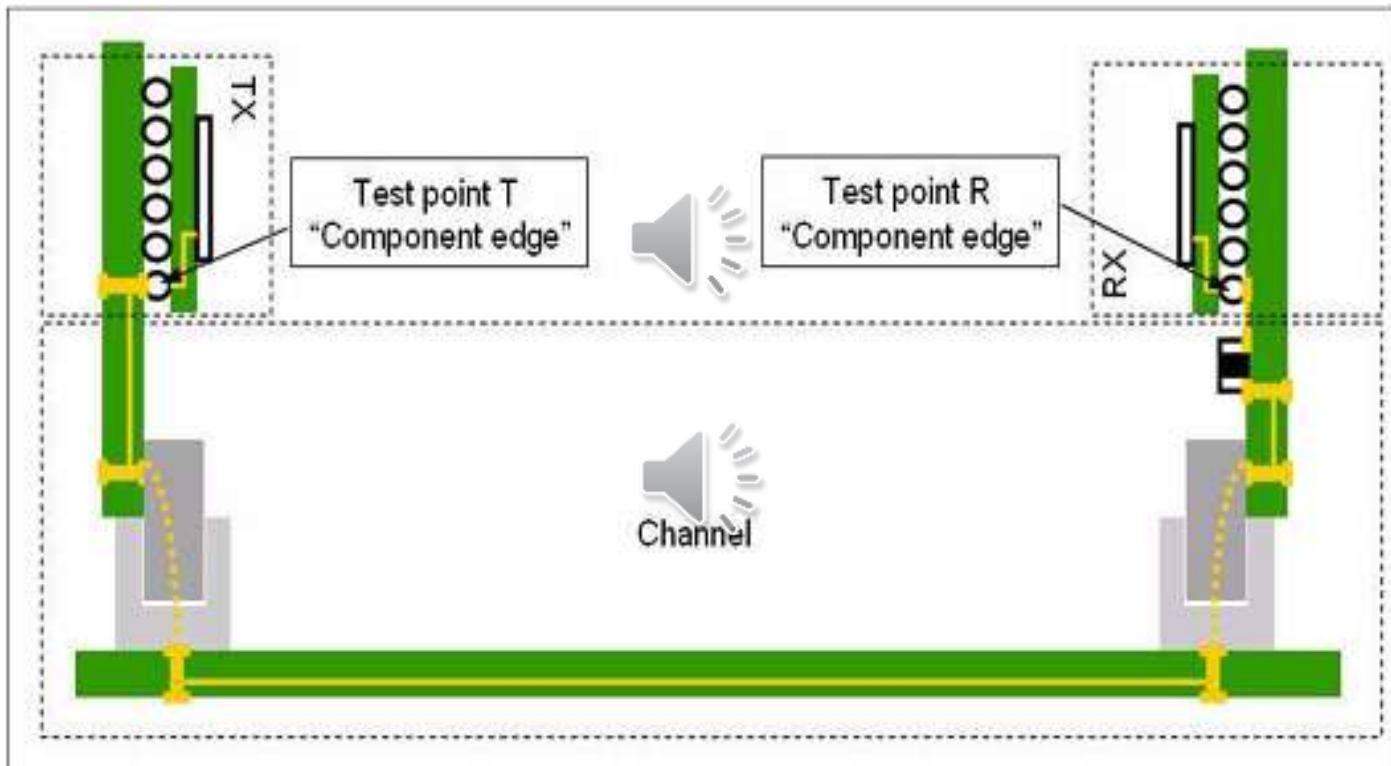 TX
Test point T
“Component edge”
Test point R
“Component edge”
RX
Channel